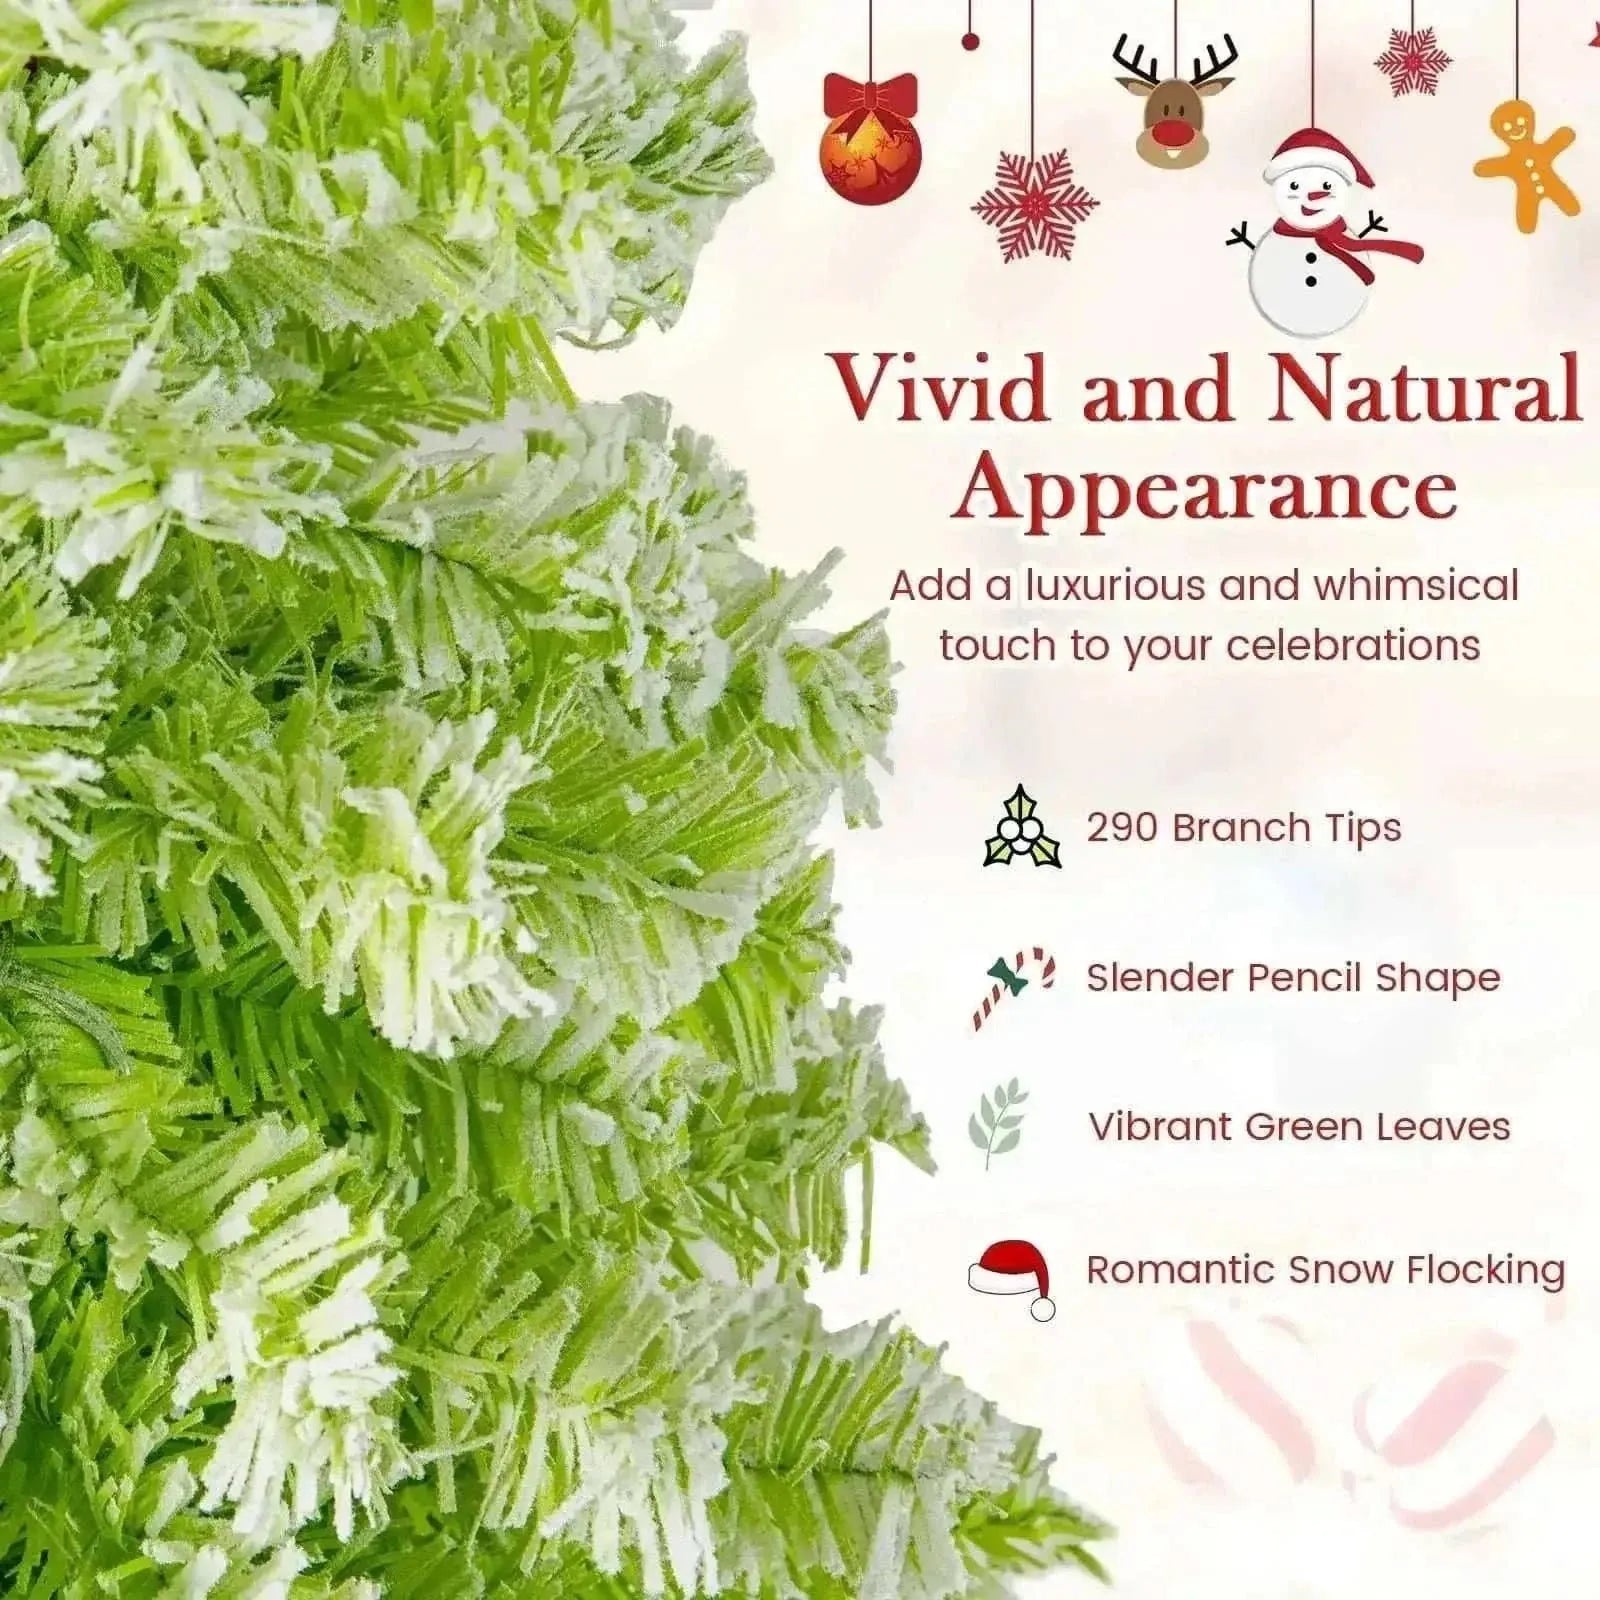 Vivid and Natural
Appearance
Add a luxurious and whimsical
touch to your celebrations
290 Branch Tips
Slender Pencil Shape
Vibrant Green Leaves
Romantic Snow Flocking